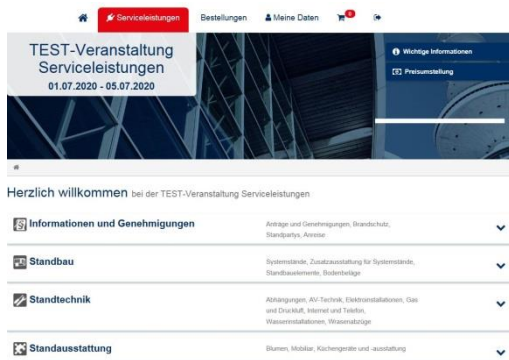 Serviceleistungen Bestellungen Meine Daten 0
TEST-Veranstaltung
Serviceleistungen
01.07.2020 - 05.07.2020
Wichtige Informationen
Preisumstellung
Herzlich willkommen bei der TEST-Veranstaltung Serviceleistungen
Informationen und Genehmigungen
Anträge und Genehmigungen, Brandschutz,
Standpartys, Anreise
Standbau
Systemstände, Zusatzausstattung für Systemstände,
Standbauelemente, Bodenbeläge
Standtechnik
Abhängungen, AV-Technik, Elektroinstallationen, Gas
und Druckluft, Internet und Telefon,
Wasserinstallationen, Wrasenabzüge
Standausstattung
Blumen, Mobiliar, Küchengeräte und -ausstattung